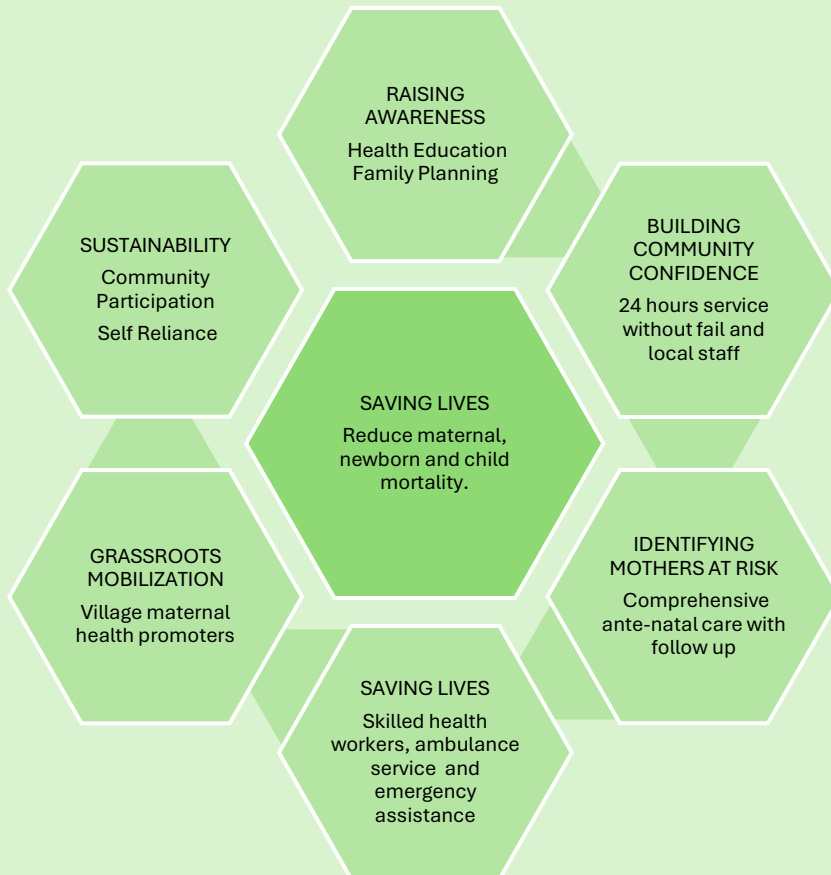 RAISING
AWARENESS
Health Education
Family Planning
BUILDING
COMMUNITY
CONFIDENCE
24 hours service
without fail and
local staff
IDENTIFYING
MOTHERS AT RISK
Comprehensive
ante-natal care with
follow up
SAVING LIVES
Skilled health
workers, ambulance
service and
emergency
assistance
GRASSROOTS
MOBILIZATION
Village maternal
health promoters
SUSTAINABILITY
Community
Participation
Self Reliance
SAVING LIVES
Reduce maternal,
newborn and child
mortality.